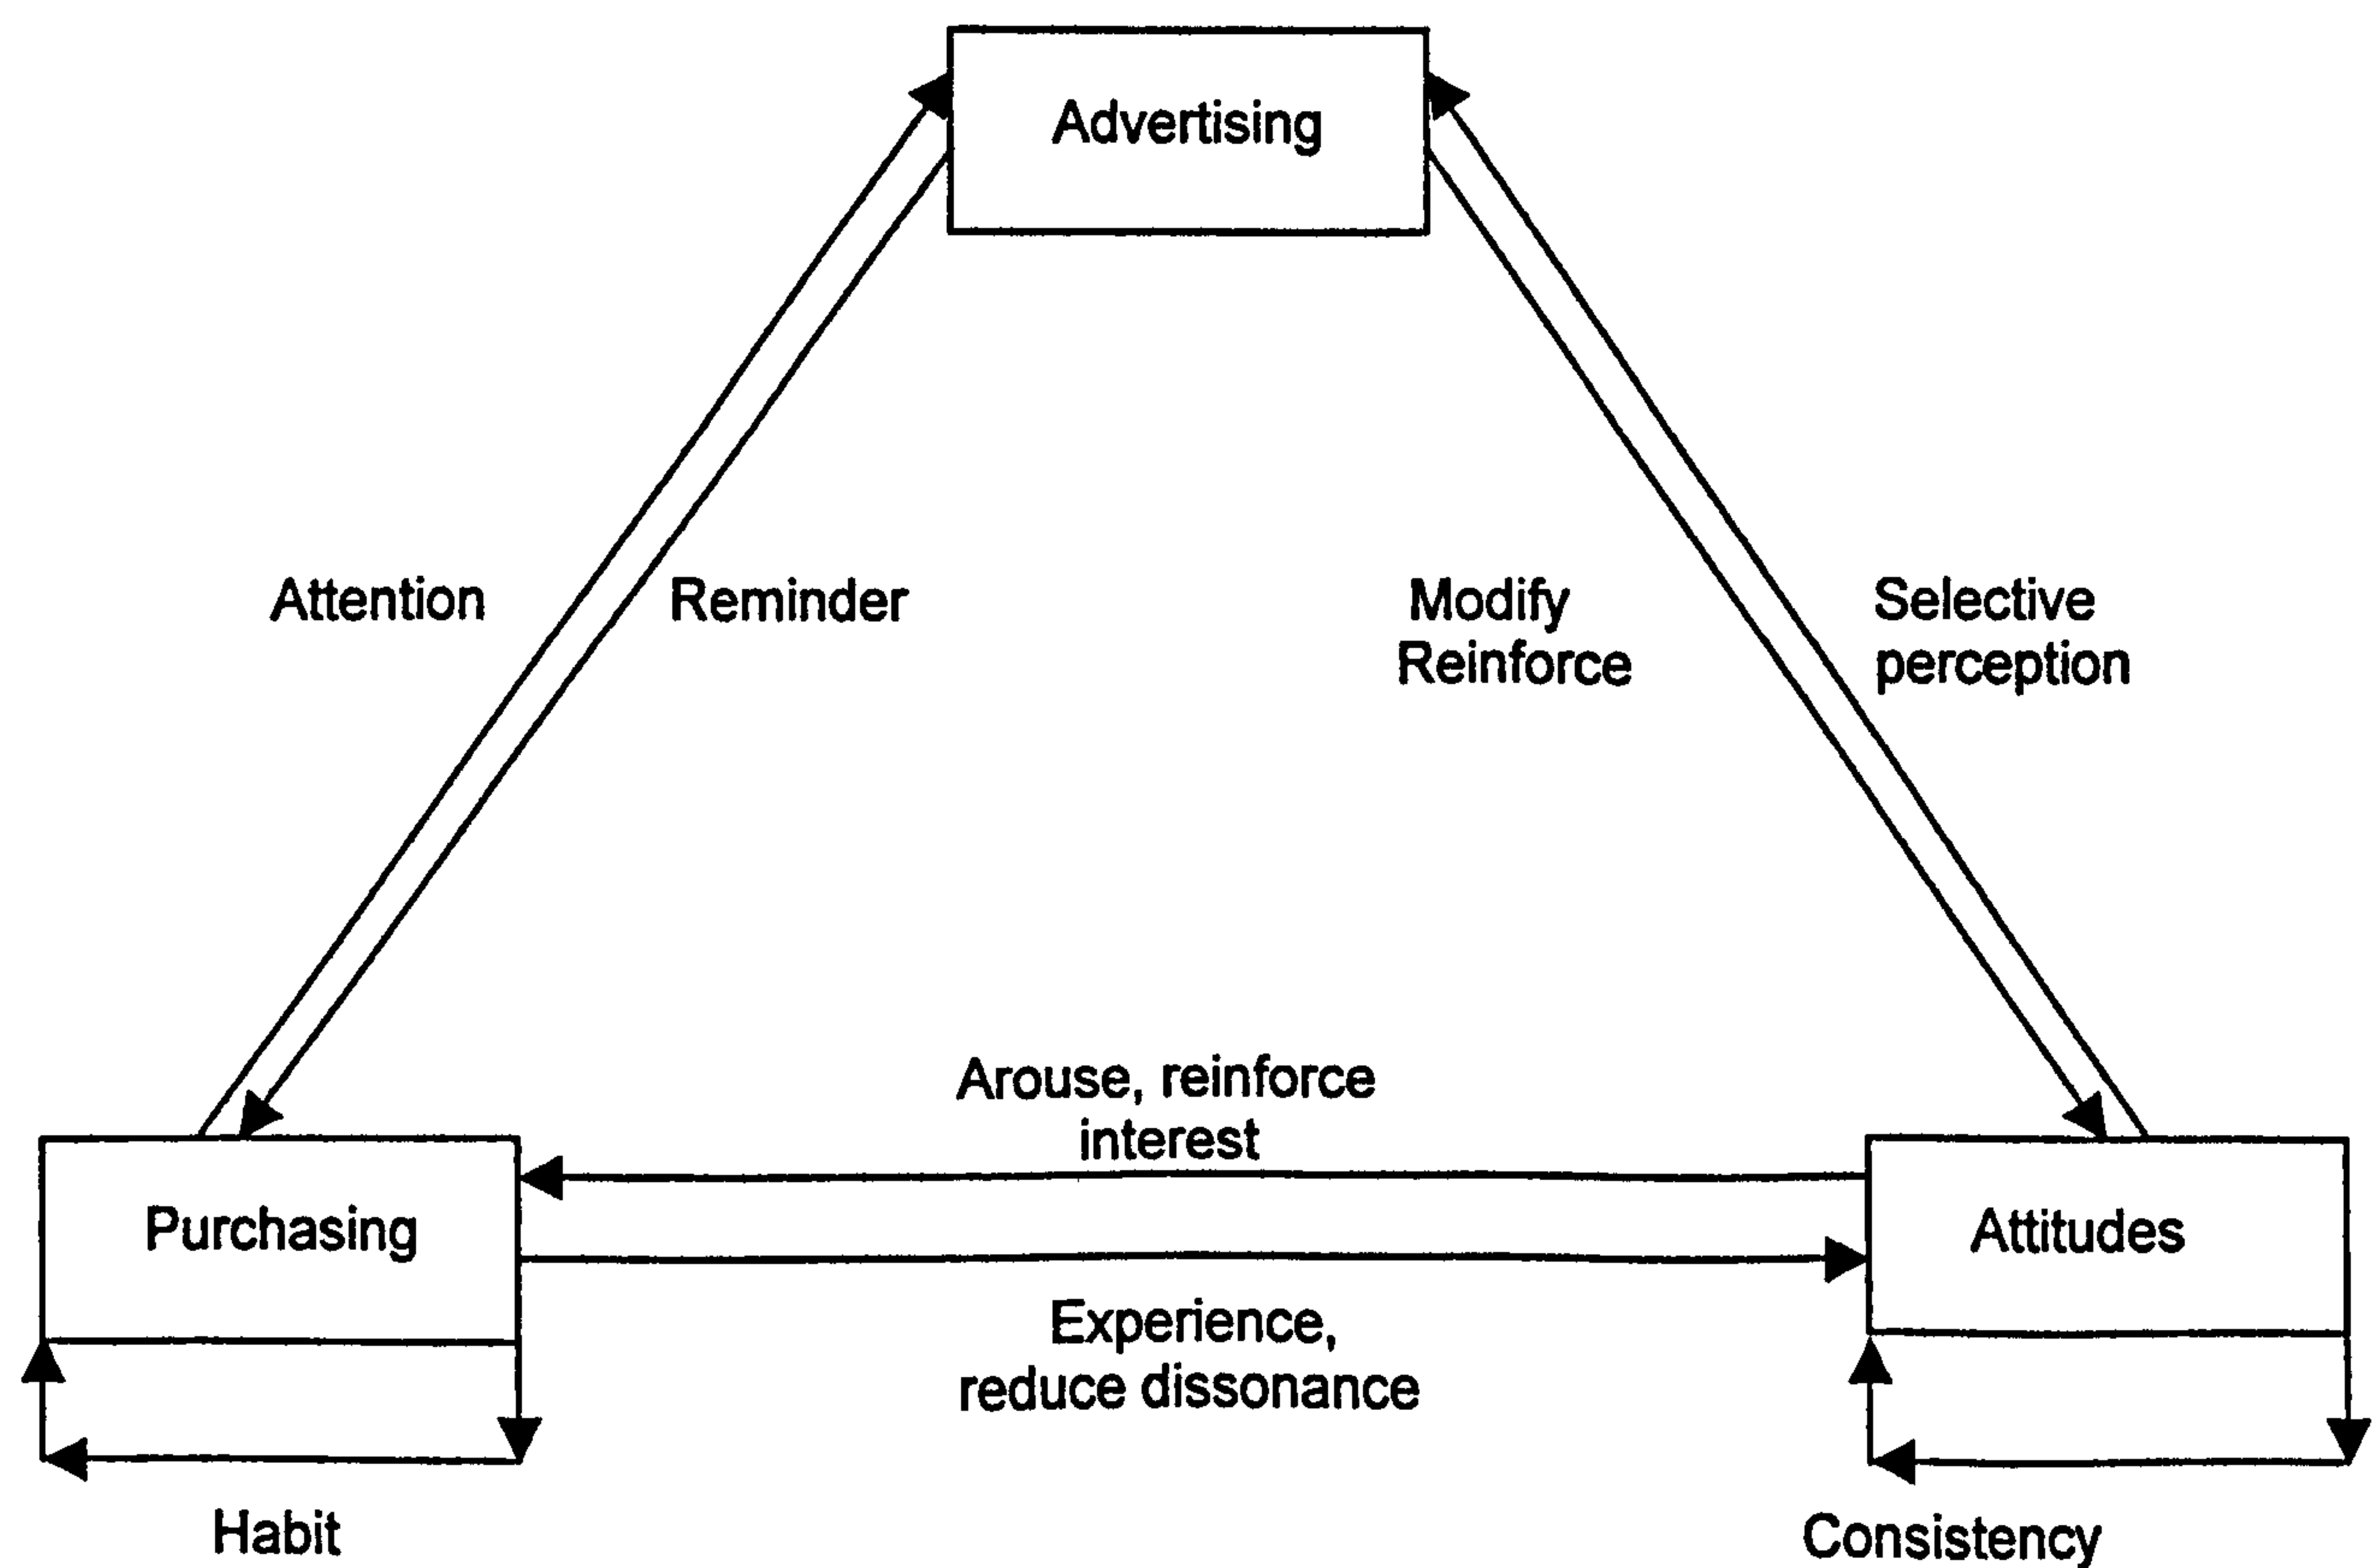 Advertising
Attention
Reminder
Modify
Reinforce
Selective
perception
Arouse, reinforce
interest
Purchasing
Attitudes
Experience,
reduce dissonance
Habit
Consistency